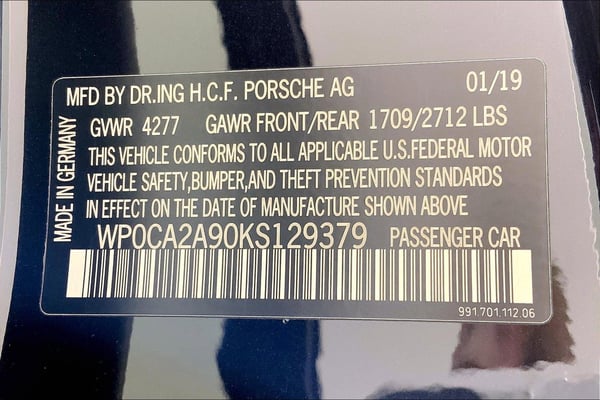 MFD BY DR.ING H.C.F. PORSCHE AG 01/19
GVWR 4277 GAWR FRONT/REAR 1709/2712 LBS
THIS VEHICLE CONFORMS TO ALL APPLICABLE U.S.FEDERAL MOTOR
VEHICLE SAFETY,BUMPER,AND THEFT PREVENTION STANDARDS
IN EFFECT ON THE DATE OF MANUFACTURE SHOWN ABOVE
WP0CA2A90KS129379 PASSENGER CAR
991.701.112.06
MADE IN GERMANY